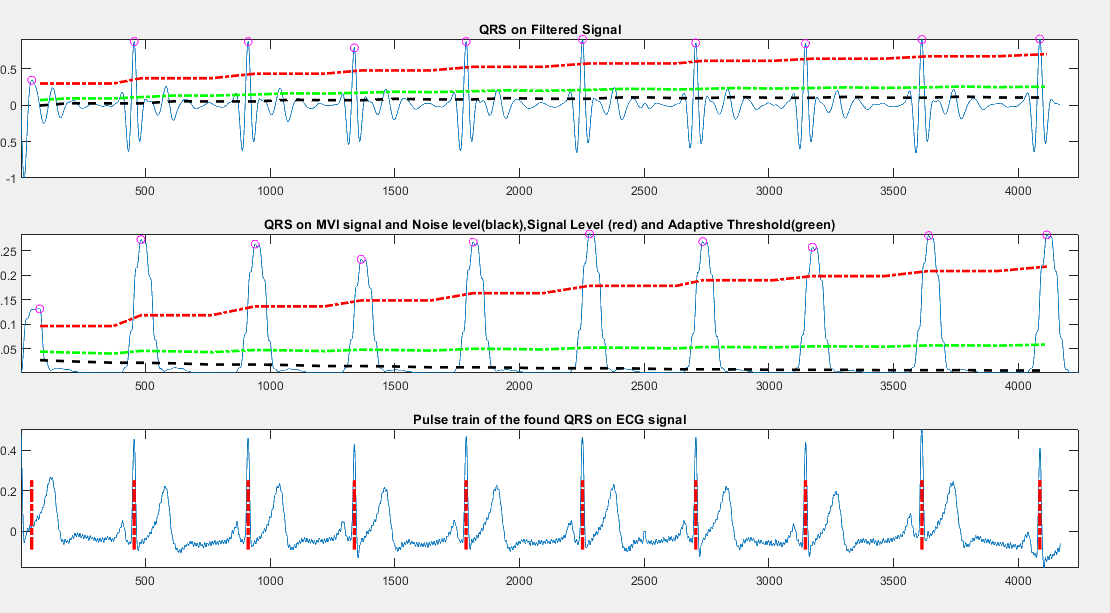 QRS on Filtered Signal
0.5
0
0.5
-1
500 1000 1500 2000 2500 3000 3500 4000
QRS on MVI signal and Noise level(black),Signal Level (red) and Adaptive Threshold(green)
.25
0.2
.15
0.1
.05
500 1000 1500 2000 2500 3000 3500 4000
Pulse train of the found QRS on ECG signal
0.4
0.2
0
500 1000 1500 2000 2500 3000 3500 4000